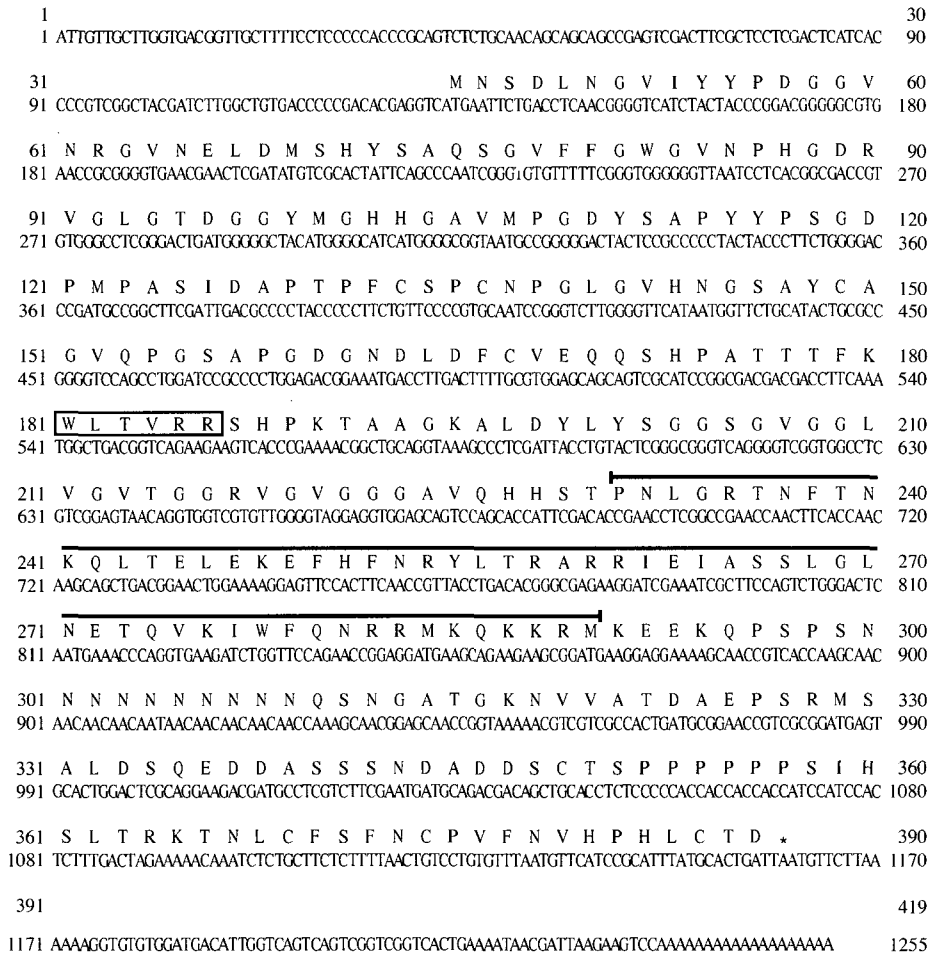 1 30
1 ATTGTTGCTTGGTGACGGTTGCTTTTCCTCCCCCACCCGCAGTCTCTGCAACAGCAGCAGCCGAGTCGACTTCGCTCCTCGACTCATCAC 90
31 M N S D L N G V I Y Y P D G G V 60
91 CCCGTCGGCTACGATCTTGGCTGTGACCCCCGACACGAGGTCATGAATTCTGACCTCAACGGGGTCATCTACTACCCGGACGGGGGCGTG 180
61 N R G V N E L D M S H Y S A Q S G V F F G W G V N P H G D R 90
181 AACCGCGGGGTGAACGAACTCGATATGTCGCACTATTCAGCCCAATCGGGTGTGTTTTTCGGGTGGGGGGTTAATCCTCACGGCGACCGT 270
91 V G L G T D G G Y M G H H G A V M P G D Y S A P Y Y P S G D 120
271 GTGGGCCTCGGGACTGATGGGGGCTACATGGGGCATCATGGGGCGGTAATGCCGGGGGACTACTCCGCCCCCTACTACCCTTCTGGGGAC 360
121 P M P A S I D A P T P F C S P C N P G L G V H N G S A Y C A 150
361 CCGATGCCGGCTTCGATTGACGCCCCTACCCCCTTCTGTTCCCCGTGCAATCCGGGTCTTGGGGTTCATAATGGTTCTGCATACTGCGCC 450
151 G V Q P G S A P G D G N D L D F C V E Q Q S H P A T T T F K 180
451 GGGGTCCAGCCTGGATCCGCCCCTGGAGACGGAAATGACCTTGACTTTTGCGTGGAGCAGCAGTCGCATCCGGCGACGACGACCTTCAAA 540
181 W L T V R R S H P K T A A G K A L D Y L Y S G G S G V G G L 210
541 TGGCTGACGGTCAGAAGAAGTCACCCGAAAACGGCTGCAGGTAAAGCCCTCGATTACCTGTACTCGGGCGGGTCAGGGGTCGGTGGCCTC 630
211 V G V T G G R V G V G G G A V Q H H S T P N L G R T N F T N 240
631 GTCGGAGTAACAGGTGGTCGTGTTGGGGTAGGAGGTGGAGCAGTCCAGCACCATTCGACACCGAACCTCGGCCGAACCAACTTCACCAAC 720
241 K Q L T E L E K E F H F N R Y L T R A R R I E I A S S L G L 270
721 AAGCAGCTGACGGAACTGGAAAAGGAGTTCCACTTCAACCGTTACCTGACACGGGCGAGAAGGATCGAAATCGCTTCCAGTCTGGGACTC 810
271 N E T Q V K I W F Q N R R M K Q K K R M K E E K Q P S P S N 300
811 AATGAAACCCAGGTGAAGATCTGGTTCCAGAACCGGAGGATGAAGCAGAAGAAGCGGATGAAGGAGGAAAAGCAACCGTCACCAAGCAAC 900
301 N N N N N N N N N Q S N G A T G K N V V A T D A E P S R M S 330
901 AACAACAACAATAACAACAACAACAACCAAAGCAACGGAGCAACCGGTAAAAACGTCGTCGCCACTGATGCGGAACCGTCGCGGATGAGT 990
331 A L D S Q E D D A S S S N D A D D S C T S P P P P P P S I H 360
991 GCACTGGACTCGCAGGAAGACGATGCCTCGTCTTCGAATGATGCAGACGACAGCTGCACCTCTCCCCCACCACCACCACCATCCATCCAC 1080
361 S L T R K T N L C F S F N C P V F N V H P H L C T D * 390
1081 TCTTTGACTAGAAAAACAAATCTCTGCTTCTCTTTTAACTGTCCTGTGTTTAATGTTCATCCGCATTTATGCACTGATTAATGTTCTTAA 1170
391 419
1171 AAAAGGTGTGTGGATGACATTGGTCAGTCAGTCGGTCGGTCACTGAAAATAACGATTAAGAAGTCCAAAAAAAAAAAAAAAAAA 1255